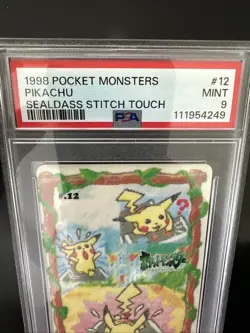 1998 POCKET MONSTERS #12
PIKACHU MINT
SEALDASS STITCH TOUCH 9
PSA 111954249
.12
?